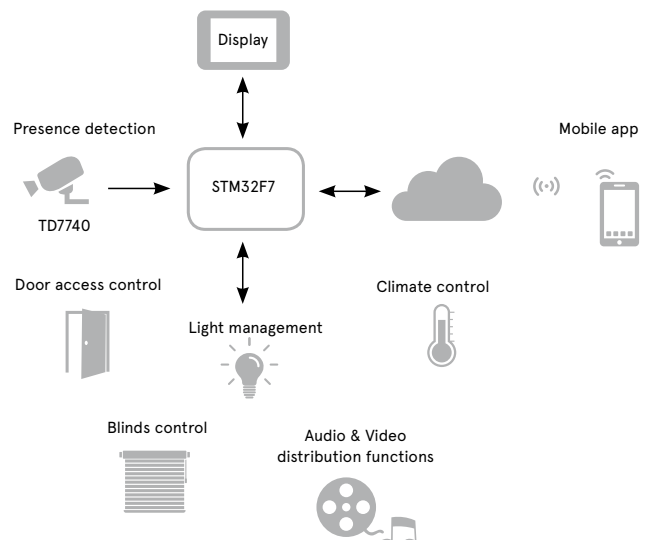 Display
Presence detection
Mobile app
STM32F7
TD7740
Door access control
Climate control
Light management
Blinds control
Audio & Video
distribution functions